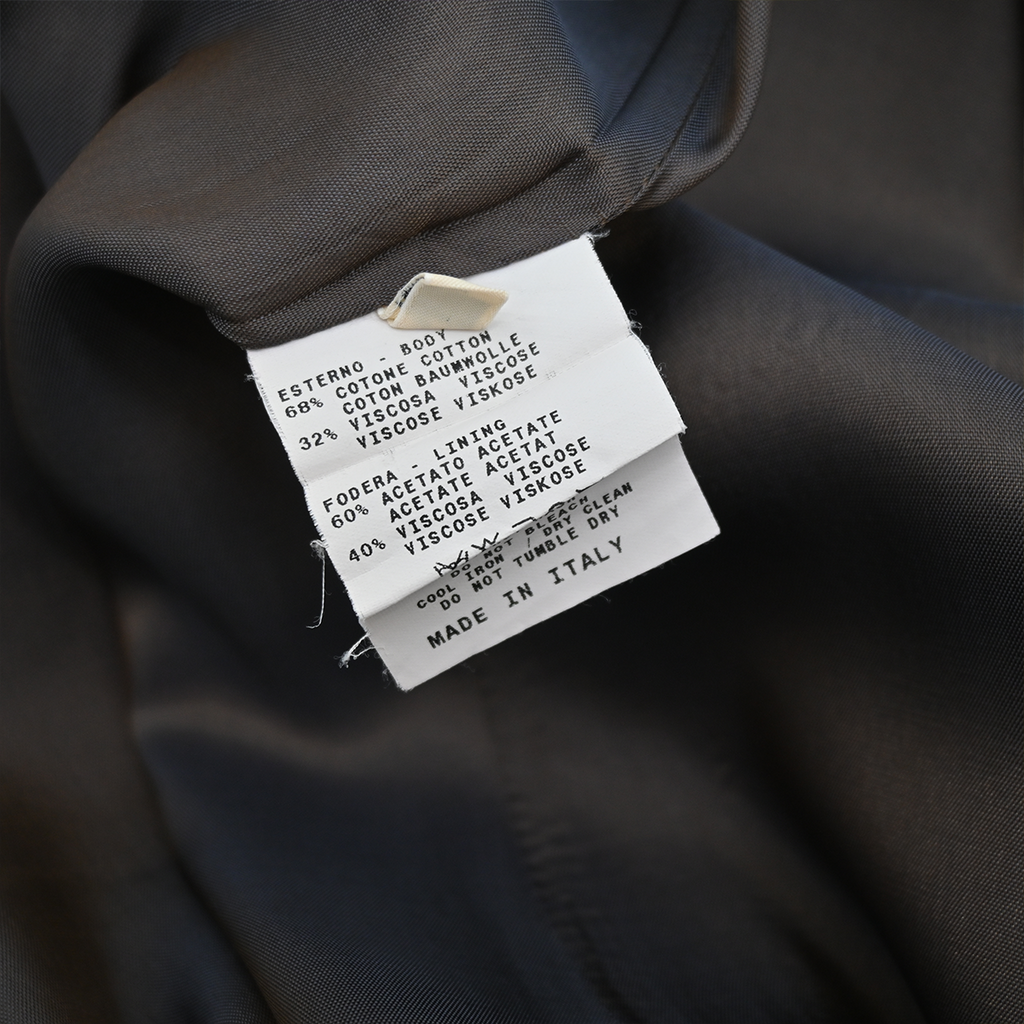 ESTERNO - BODY
68% COTONE COTTON
COTON BAUMWOLLE
32% VISCOSA VISCOSE
VISCOSE VISKOSE
FODERA - LINING
60% ACETATO ACETATE
ACETATE ACETAT
40% VISCOSA VISCOSE
VISCOSE VISKOSE
DO NOT BLEACH
COOL IRON / DRY CLEAN
DO NOT TUMBLE DRY
MADE IN ITALY